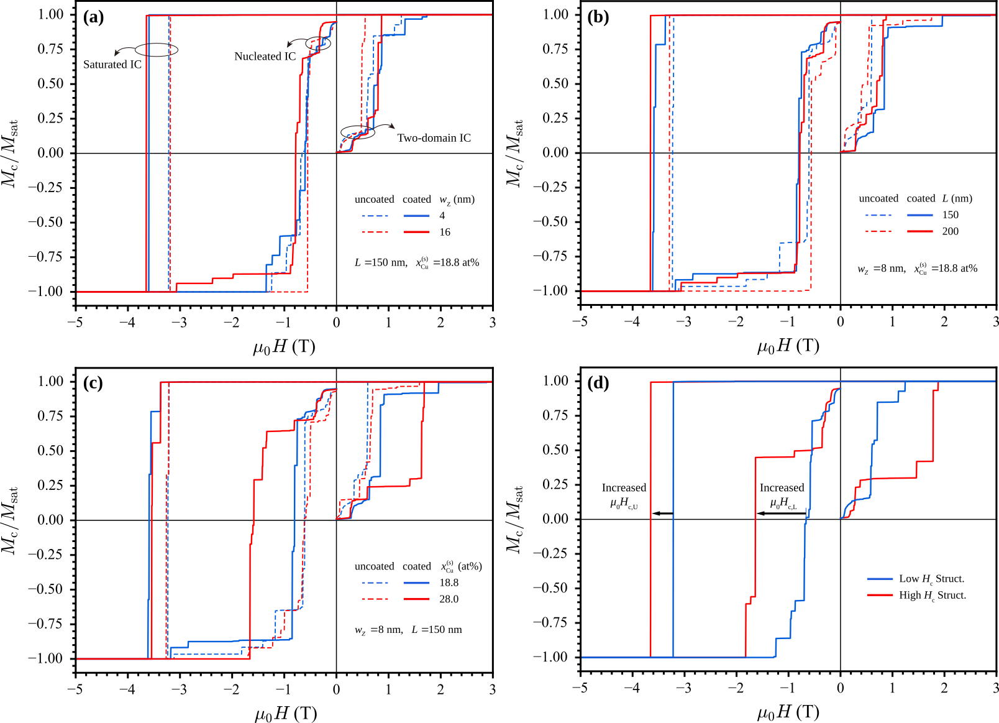 (a)
1.00
0.75
0.50
0.25
0.00
−0.25
−0.50
−0.75
−1.00
M_c/M_sat
Saturated IC
Nucleated IC
Two-domain IC
uncoated coated w_Z (nm)
4
16
L =150 nm, x_Cu^(s) =18.8 at%
−5 −4 −3 −2 −1 0 1 2 3
μ_0 H (T)
(b)
1.00
0.75
0.50
0.25
0.00
−0.25
−0.50
−0.75
−1.00
M_c/M_sat
uncoated coated L (nm)
150
200
w_Z =8 nm, x_Cu^(s) =18.8 at%
−5 −4 −3 −2 −1 0 1 2 3
μ_0 H (T)
(c)
1.00
0.75
0.50
0.25
0.00
−0.25
−0.50
−0.75
−1.00
M_c/M_sat
uncoated coated x_Cu^(s) (at%)
18.8
28.0
w_Z =8 nm, L =150 nm
−5 −4 −3 −2 −1 0 1 2 3
μ_0 H (T)
(d)
1.00
0.75
0.50
0.25
0.00
−0.25
−0.50
−0.75
−1.00
M_c/M_sat
Increased
μ_0 H_c,U
Increased
μ_0 H_c,L
Low H_c Struct.
High H_c Struct.
−5 −4 −3 −2 −1 0 1 2 3
μ_0 H (T)